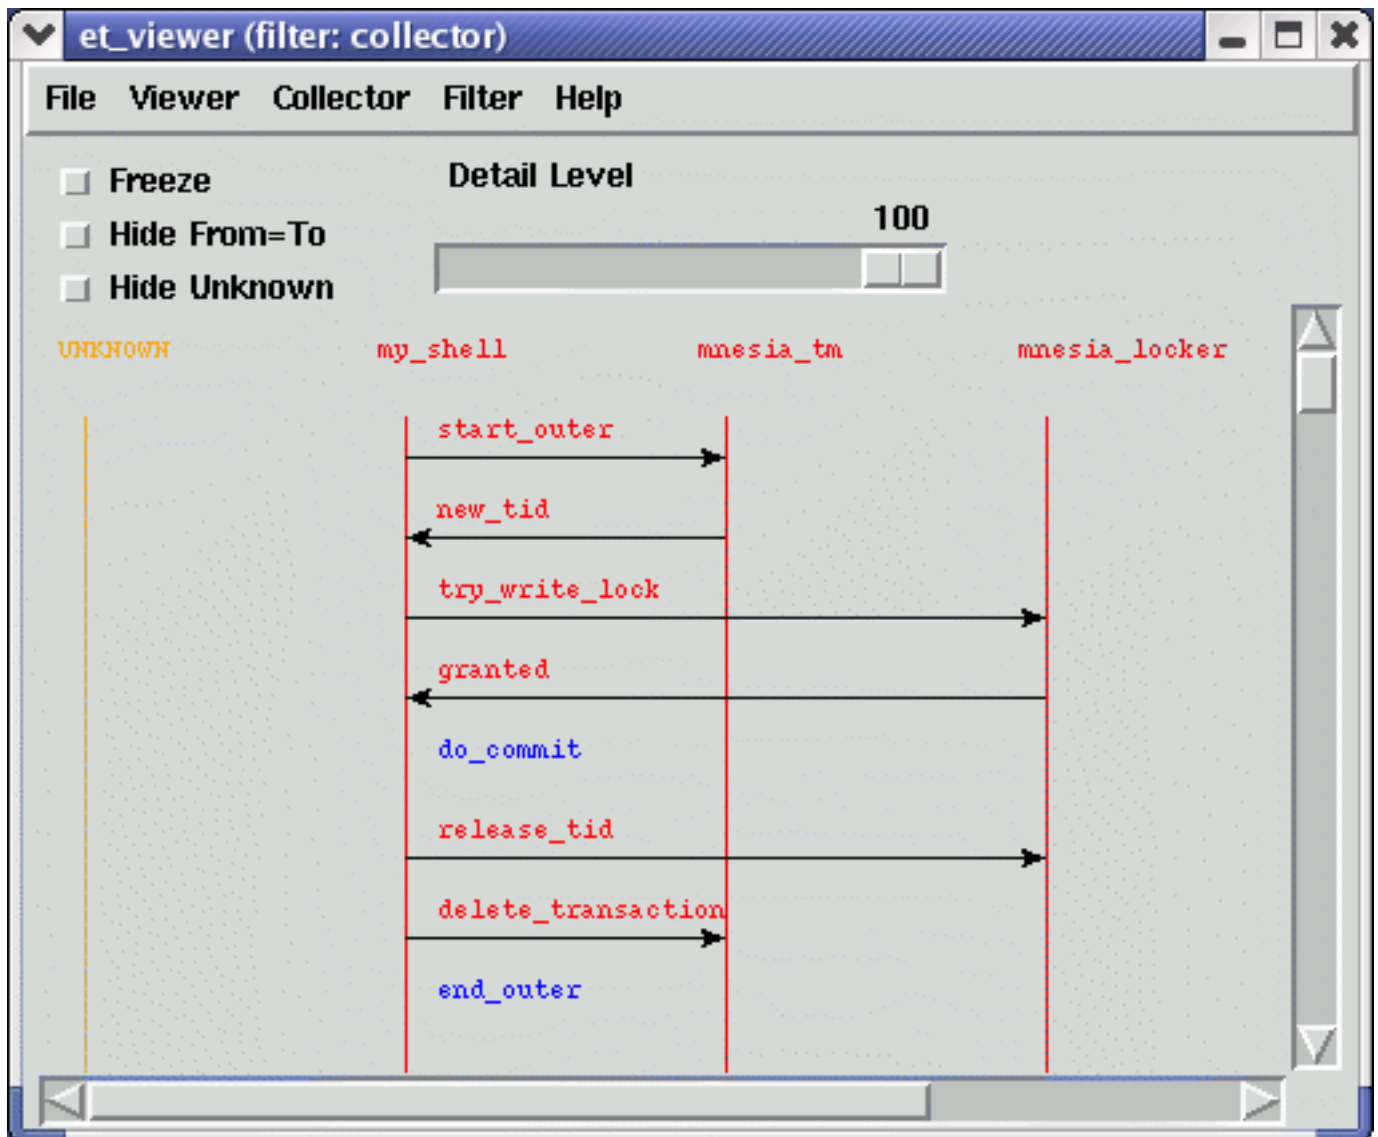 et_viewer (filter: collector)
File Viewer Collector Filter Help
Freeze
Detail Level
Hide From=To
100
Hide Unknown
UNKNOWN my_shell mnesia_tm mnesia_locker
start_outer
new_tid
try_write_lock
granted
do_commit
release_tid
delete_transaction
end_outer